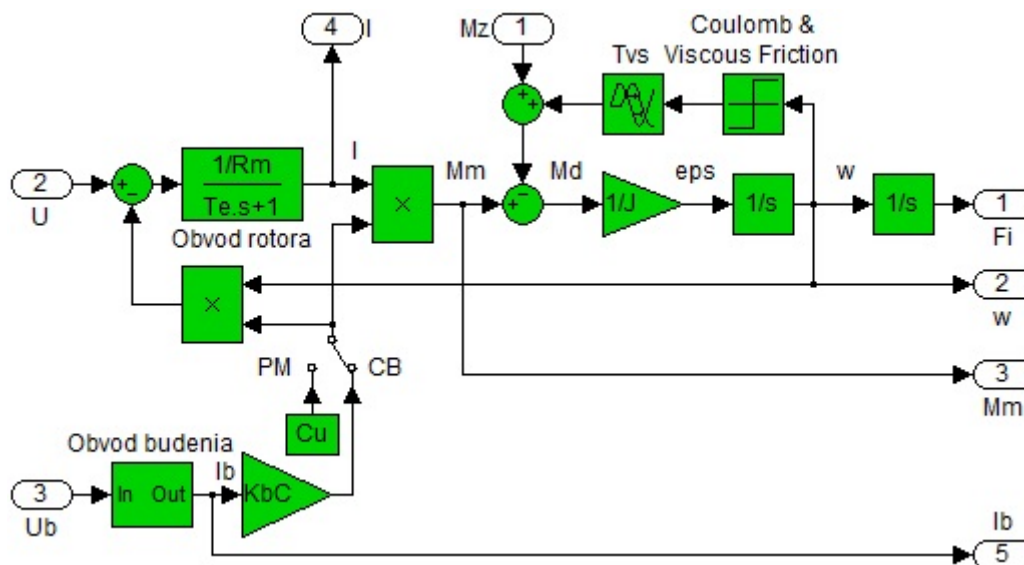 4
I
Mz
1
Coulomb &
Viscous Friction
Tvs
2
U
1/Rm
Te.s+1
Obvod rotora
I
×
Mm
Md
1/J
eps
1/s
w
1/s
1
Fi
×
2
w
PM
CB
Cu
3
Mm
Obvod budenia
3
Ub
In Out
Ib
KbC
Ib
5